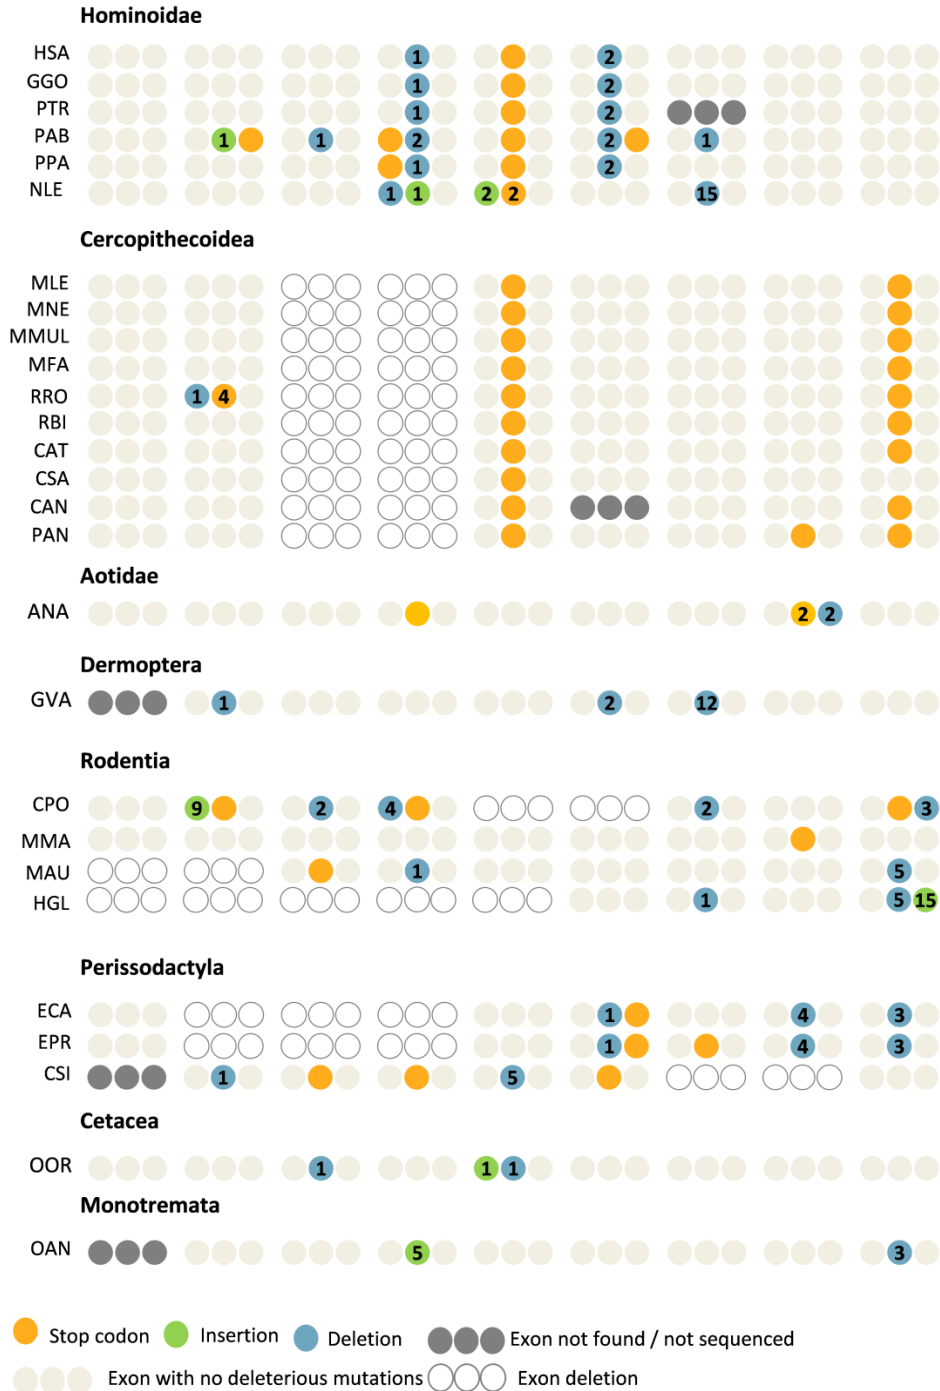 Hominoidae
HSA 1 2
GGO 1 2
PTR 1 2
PAB 1 1 2 2 1
PPA 1 2
NLE 1 1 2 2 15
Cercopithecoidea
MLE
MNE
MMUL
MFA
RRO 1 4
RBI
CAT
CSA
CAN
PAN
Aotidae
ANA 2 2
Dermoptera
GVA 1 2 12
Rodentia
CPO 9 2 4 2 3
MMA
MAU 1 5
HGL 1 5 15
Perissodactyla
ECA 1 4 3
EPR 1 4 3
CSI 1 5
Cetacea
OOR 1 1 1
Monotremata
OAN 5 3
Stop codon Insertion Deletion Exon not found / not sequenced
Exon with no deleterious mutations Exon deletion